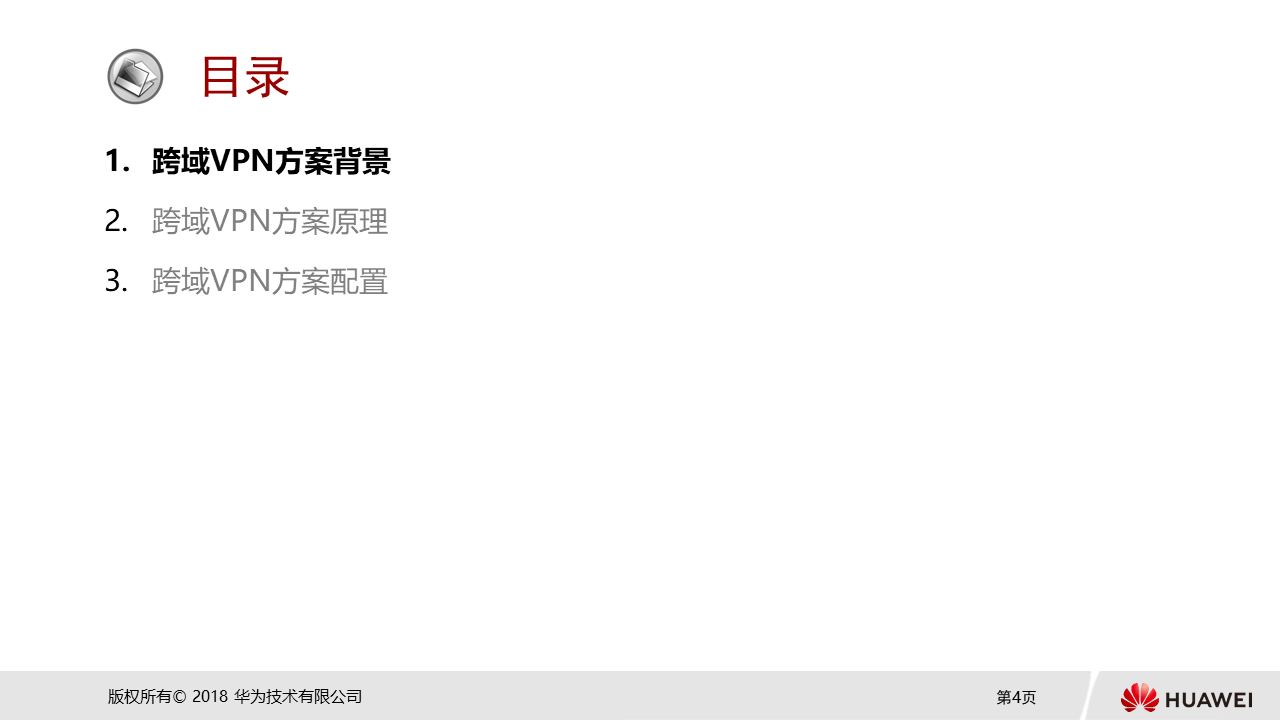 目录
1. 跨域VPN方案背景
2. 跨域VPN方案原理
3. 跨域VPN方案配置
版权所有© 2018 华为技术有限公司
第4页
HUAWEI